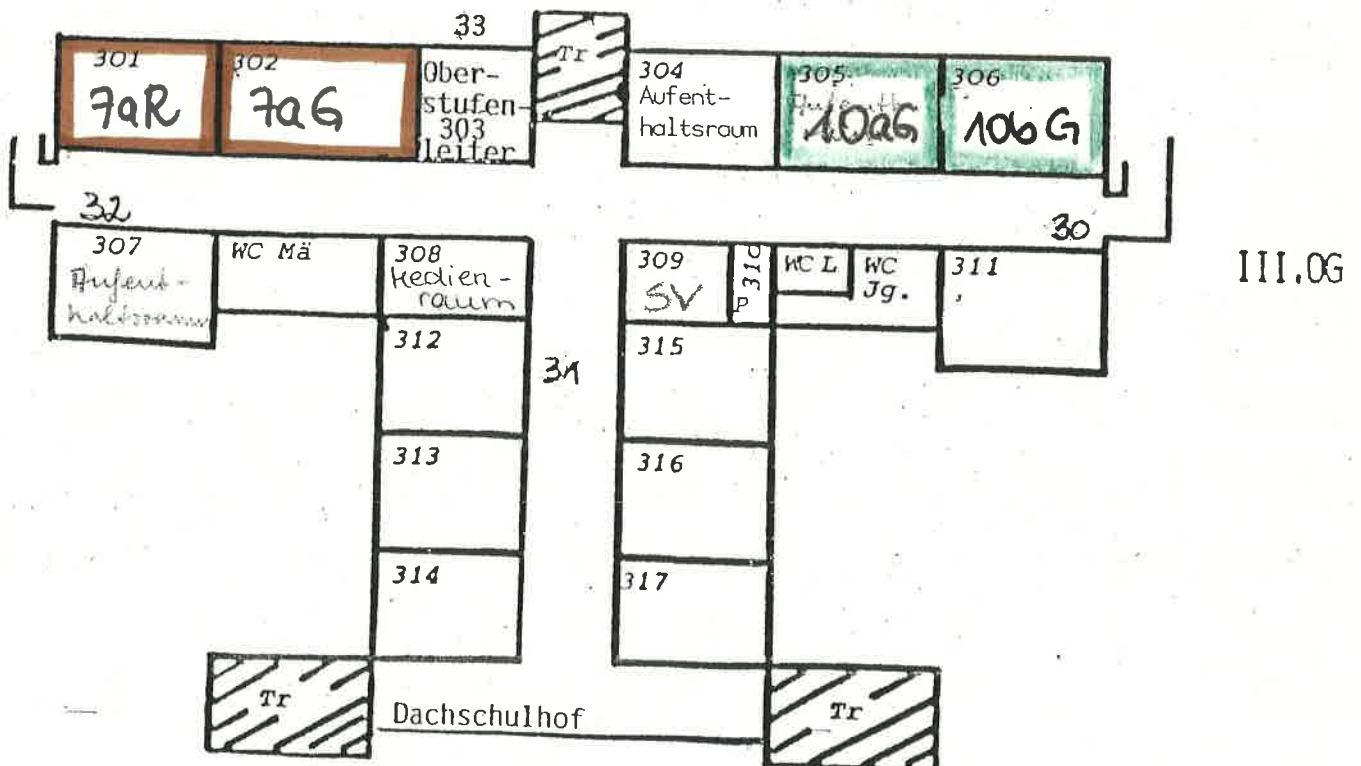 33
301
7aR
302
7aG
Ober-
stufen-
303
leiter
Tr
304
Aufent-
haltsraum
305
10aG
306
10b G
32
30
307
Aufent-
haltsraum
WC Mä
308
Medien-
raum
309
SV
310
P
WC L
WC
Jg.
311
III.OG
312
31
315
313
316
314
317
Tr
Dachschulhof
Tr